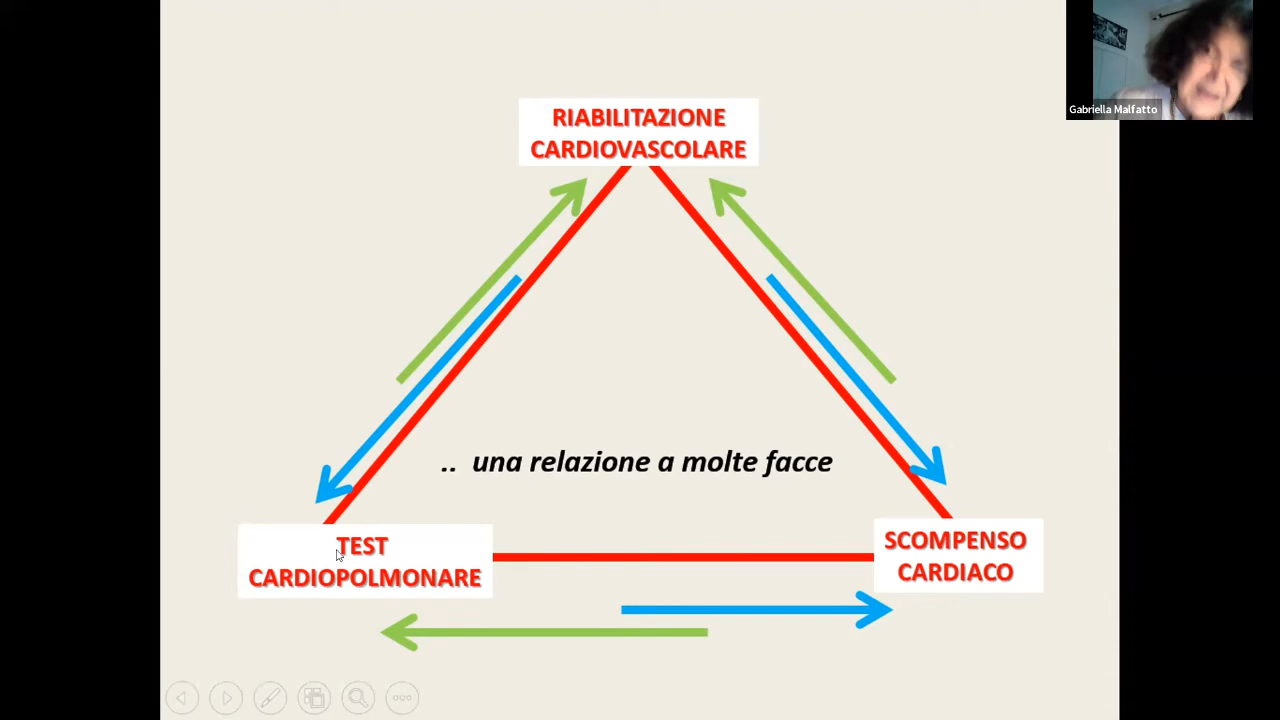 Gabriella Malfatto
RIABILITAZIONE
CARDIOVASCOLARE
.. una relazione a molte facce
TEST
CARDIOPOLMONARE
SCOMPENSO
CARDIACO